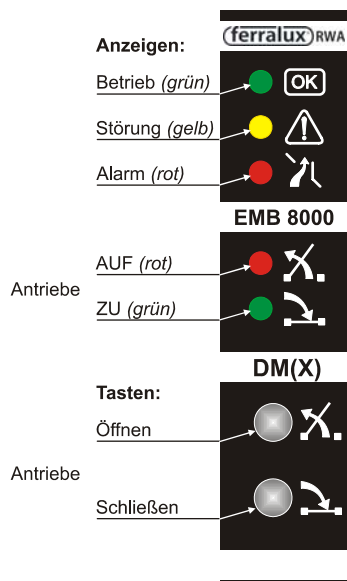 ferralux RWA
Anzeigen:
Betrieb (grün)
OK
Störung (gelb)
Alarm (rot)
EMB 8000
AUF (rot)
Antriebe
ZU (grün)
DM(X)
Tasten:
Öffnen
Antriebe
Schließen